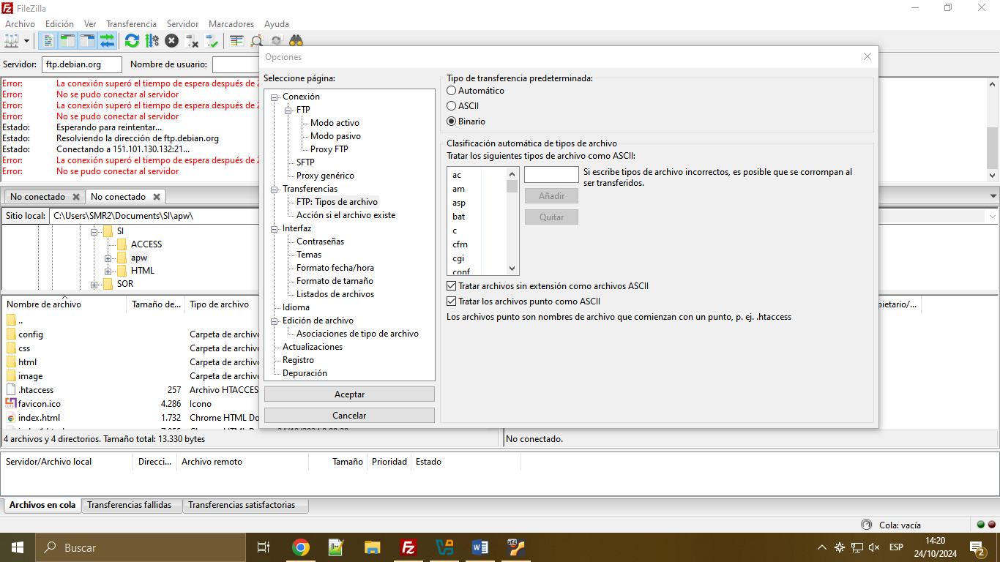 FileZilla
Archivo Edición Ver Transferencia Servidor Marcadores Ayuda
Servidor: ftp.debian.org Nombre de usuario:
Error: La conexión superó el tiempo de espera después de 2
Error: No se pudo conectar al servidor
Error: La conexión superó el tiempo de espera después de 2
Error: No se pudo conectar al servidor
Estado: Esperando para reintentar...
Estado: Resolviendo la dirección de ftp.debian.org
Estado: Conectando a 151.101.130.132:21...
Error: La conexión superó el tiempo de espera después de 2
Error: No se pudo conectar al servidor
No conectado No conectado
Sitio local: C:\Users\SMR2\Documents\SI\apw\
SI
ACCESS
apw
HTML
SOR
Nombre de archivo Tamaño de... Tipo de archivo
..
config Carpeta de archivo
css Carpeta de archivo
html Carpeta de archivo
image Carpeta de archivo
.htaccess 257 Archivo HTACCESS
favicon.ico 4.286 Icono
index.html 1.732 Chrome HTML Do
4 archivos y 4 directorios. Tamaño total: 13.330 bytes
Opciones
Seleccione página:
Conexión
FTP
Modo activo
Modo pasivo
Proxy FTP
SFTP
Proxy genérico
Transferencias
FTP: Tipos de archivo
Acción si el archivo existe
Interfaz
Contraseñas
Temas
Formato fecha/hora
Formato de tamaño
Listados de archivos
Idioma
Edición de archivo
Asociaciones de tipo de archivo
Actualizaciones
Registro
Depuración
Aceptar
Cancelar
Tipo de transferencia predeterminada:
Automático
ASCII
Binario
Clasificación automática de tipos de archivo
Tratar los siguientes tipos de archivo como ASCII:
ac
am
asp
bat
c
cfm
cgi
conf
Si escribe tipos de archivo incorrectos, es posible que se corrompan al
ser transferidos.
Añadir
Quitar
Tratar archivos sin extensión como archivos ASCII
Tratar los archivos punto como ASCII
Los archivos punto son nombres de archivo que comienzan con un punto, p. ej. .htaccess
pietario/...
No conectado.
Servidor/Archivo local Direcci... Archivo remoto Tamaño Prioridad Estado
Archivos en cola Transferencias fallidas Transferencias satisfactorias
Cola: vacía
Buscar
ESP
14:20
24/10/2024
2